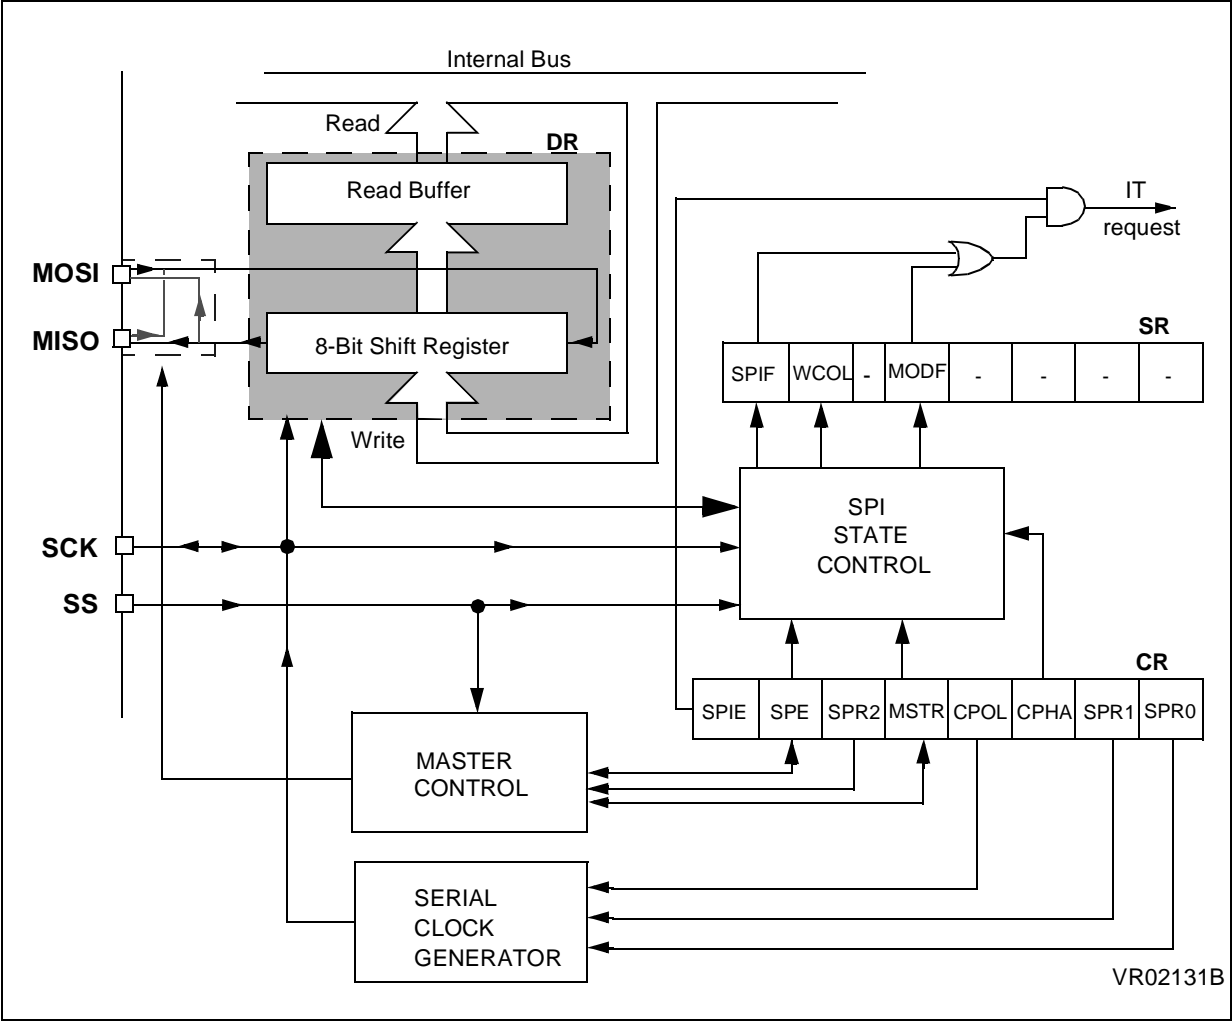 Internal Bus
Read
DR
Read Buffer
IT
request
MOSI
MISO
8-Bit Shift Register
SR
SPIF WCOL - MODF - - - -
Write
SPI
STATE
CONTROL
SCK
SS
CR
SPIE SPE SPR2 MSTR CPOL CPHA SPR1 SPR0
MASTER
CONTROL
SERIAL
CLOCK
GENERATOR
VR02131B